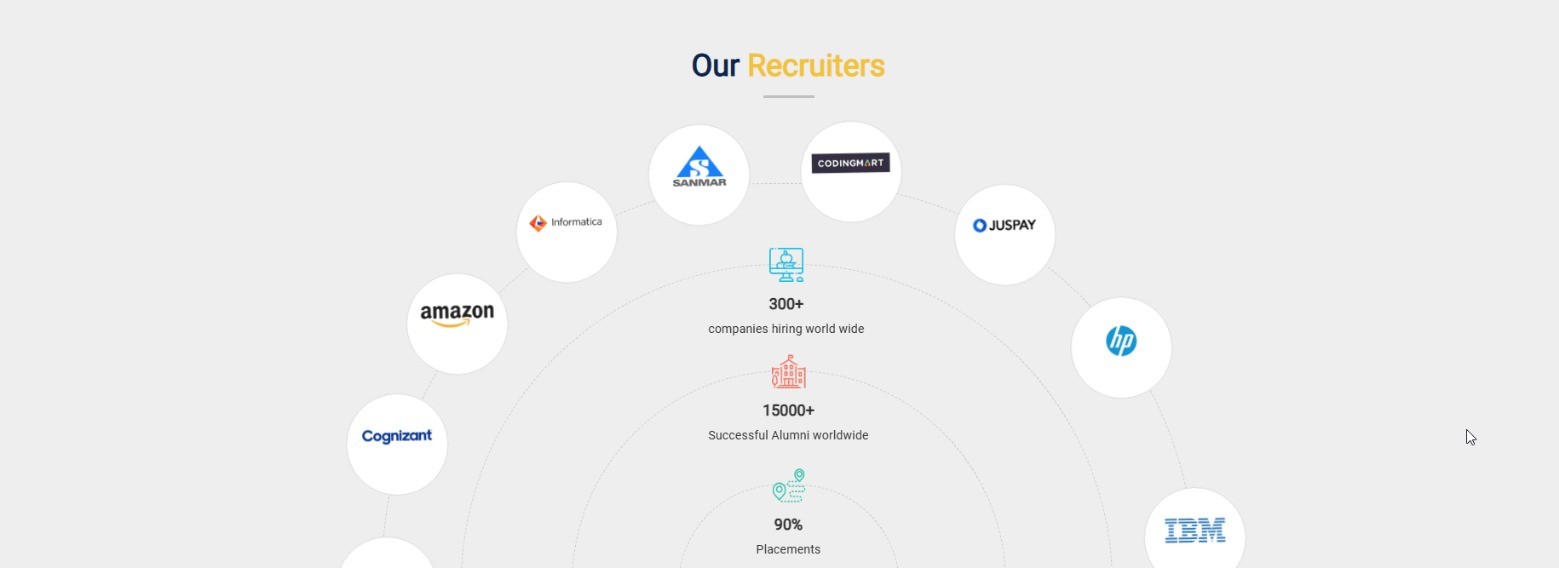 Our Recruiters
SANMAR
CODINGMART
Informatica
JUSPAY
300+
companies hiring world wide
amazon
hp
15000+
Successful Alumni worldwide
Cognizant
90%
Placements
IBM